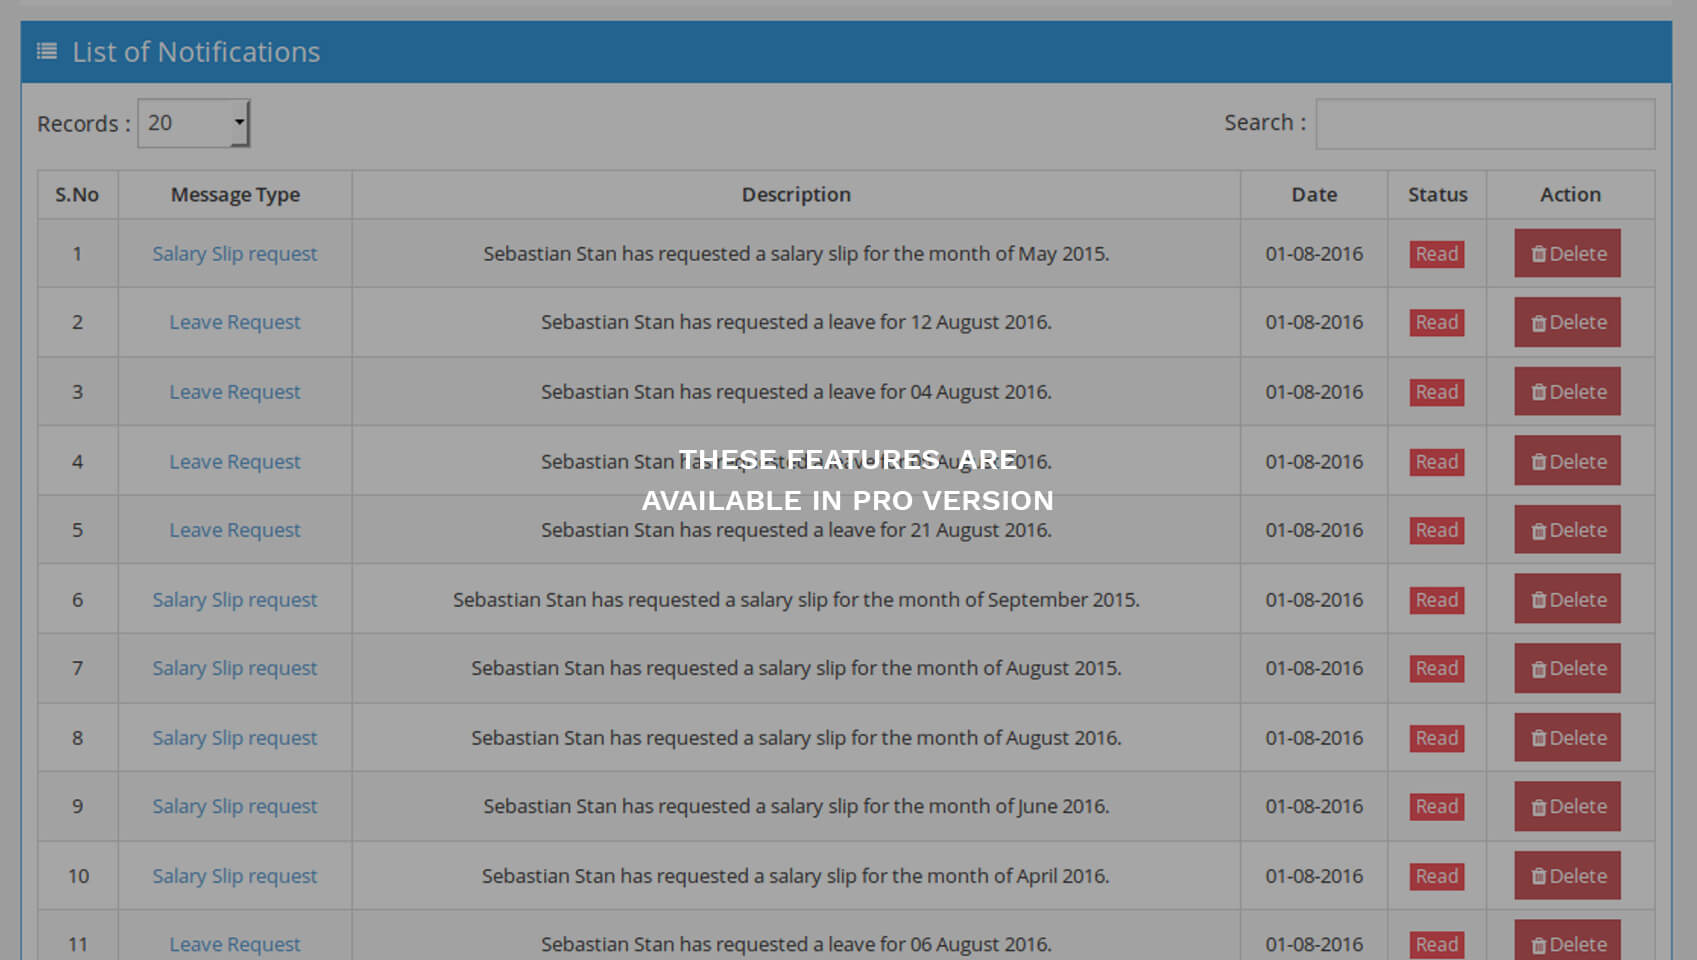 List of Notifications
Records : 20 Search :
S.No Message Type Description Date Status Action
1 Salary Slip request Sebastian Stan has requested a salary slip for the month of May 2015. 01-08-2016 Read Delete
2 Leave Request Sebastian Stan has requested a leave for 12 August 2016. 01-08-2016 Read Delete
3 Leave Request Sebastian Stan has requested a leave for 04 August 2016. 01-08-2016 Read Delete
4 Leave Request Sebastian Stan has requested a leave for August 2016. 01-08-2016 Read Delete
THESE FEATURES ARE
AVAILABLE IN PRO VERSION
5 Leave Request Sebastian Stan has requested a leave for 21 August 2016. 01-08-2016 Read Delete
6 Salary Slip request Sebastian Stan has requested a salary slip for the month of September 2015. 01-08-2016 Read Delete
7 Salary Slip request Sebastian Stan has requested a salary slip for the month of August 2015. 01-08-2016 Read Delete
8 Salary Slip request Sebastian Stan has requested a salary slip for the month of August 2016. 01-08-2016 Read Delete
9 Salary Slip request Sebastian Stan has requested a salary slip for the month of June 2016. 01-08-2016 Read Delete
10 Salary Slip request Sebastian Stan has requested a salary slip for the month of April 2016. 01-08-2016 Read Delete
11 Leave Request Sebastian Stan has requested a leave for 06 August 2016. 01-08-2016 Read Delete